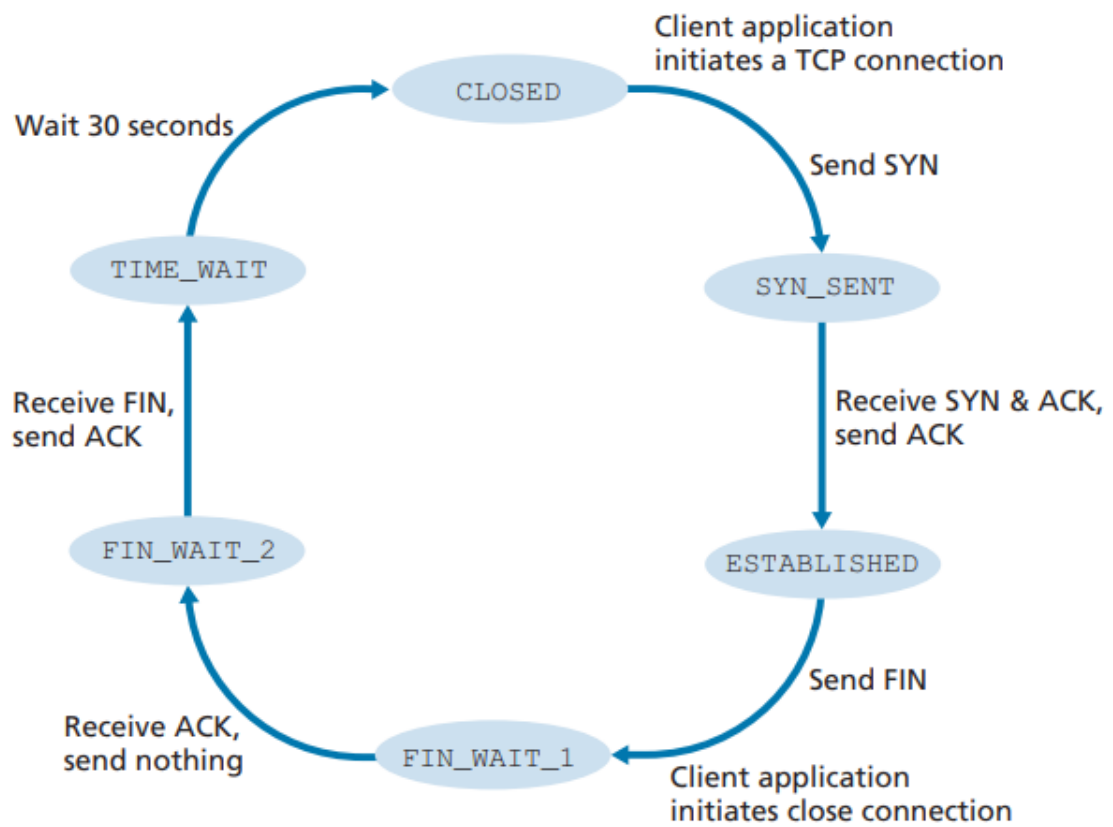 Client application
initiates a TCP connection
CLOSED
Wait 30 seconds
Send SYN
TIME_WAIT
SYN_SENT
Receive FIN,
send ACK
Receive SYN & ACK,
send ACK
FIN_WAIT_2
ESTABLISHED
Send FIN
Receive ACK,
send nothing
FIN_WAIT_1
Client application
initiates close connection